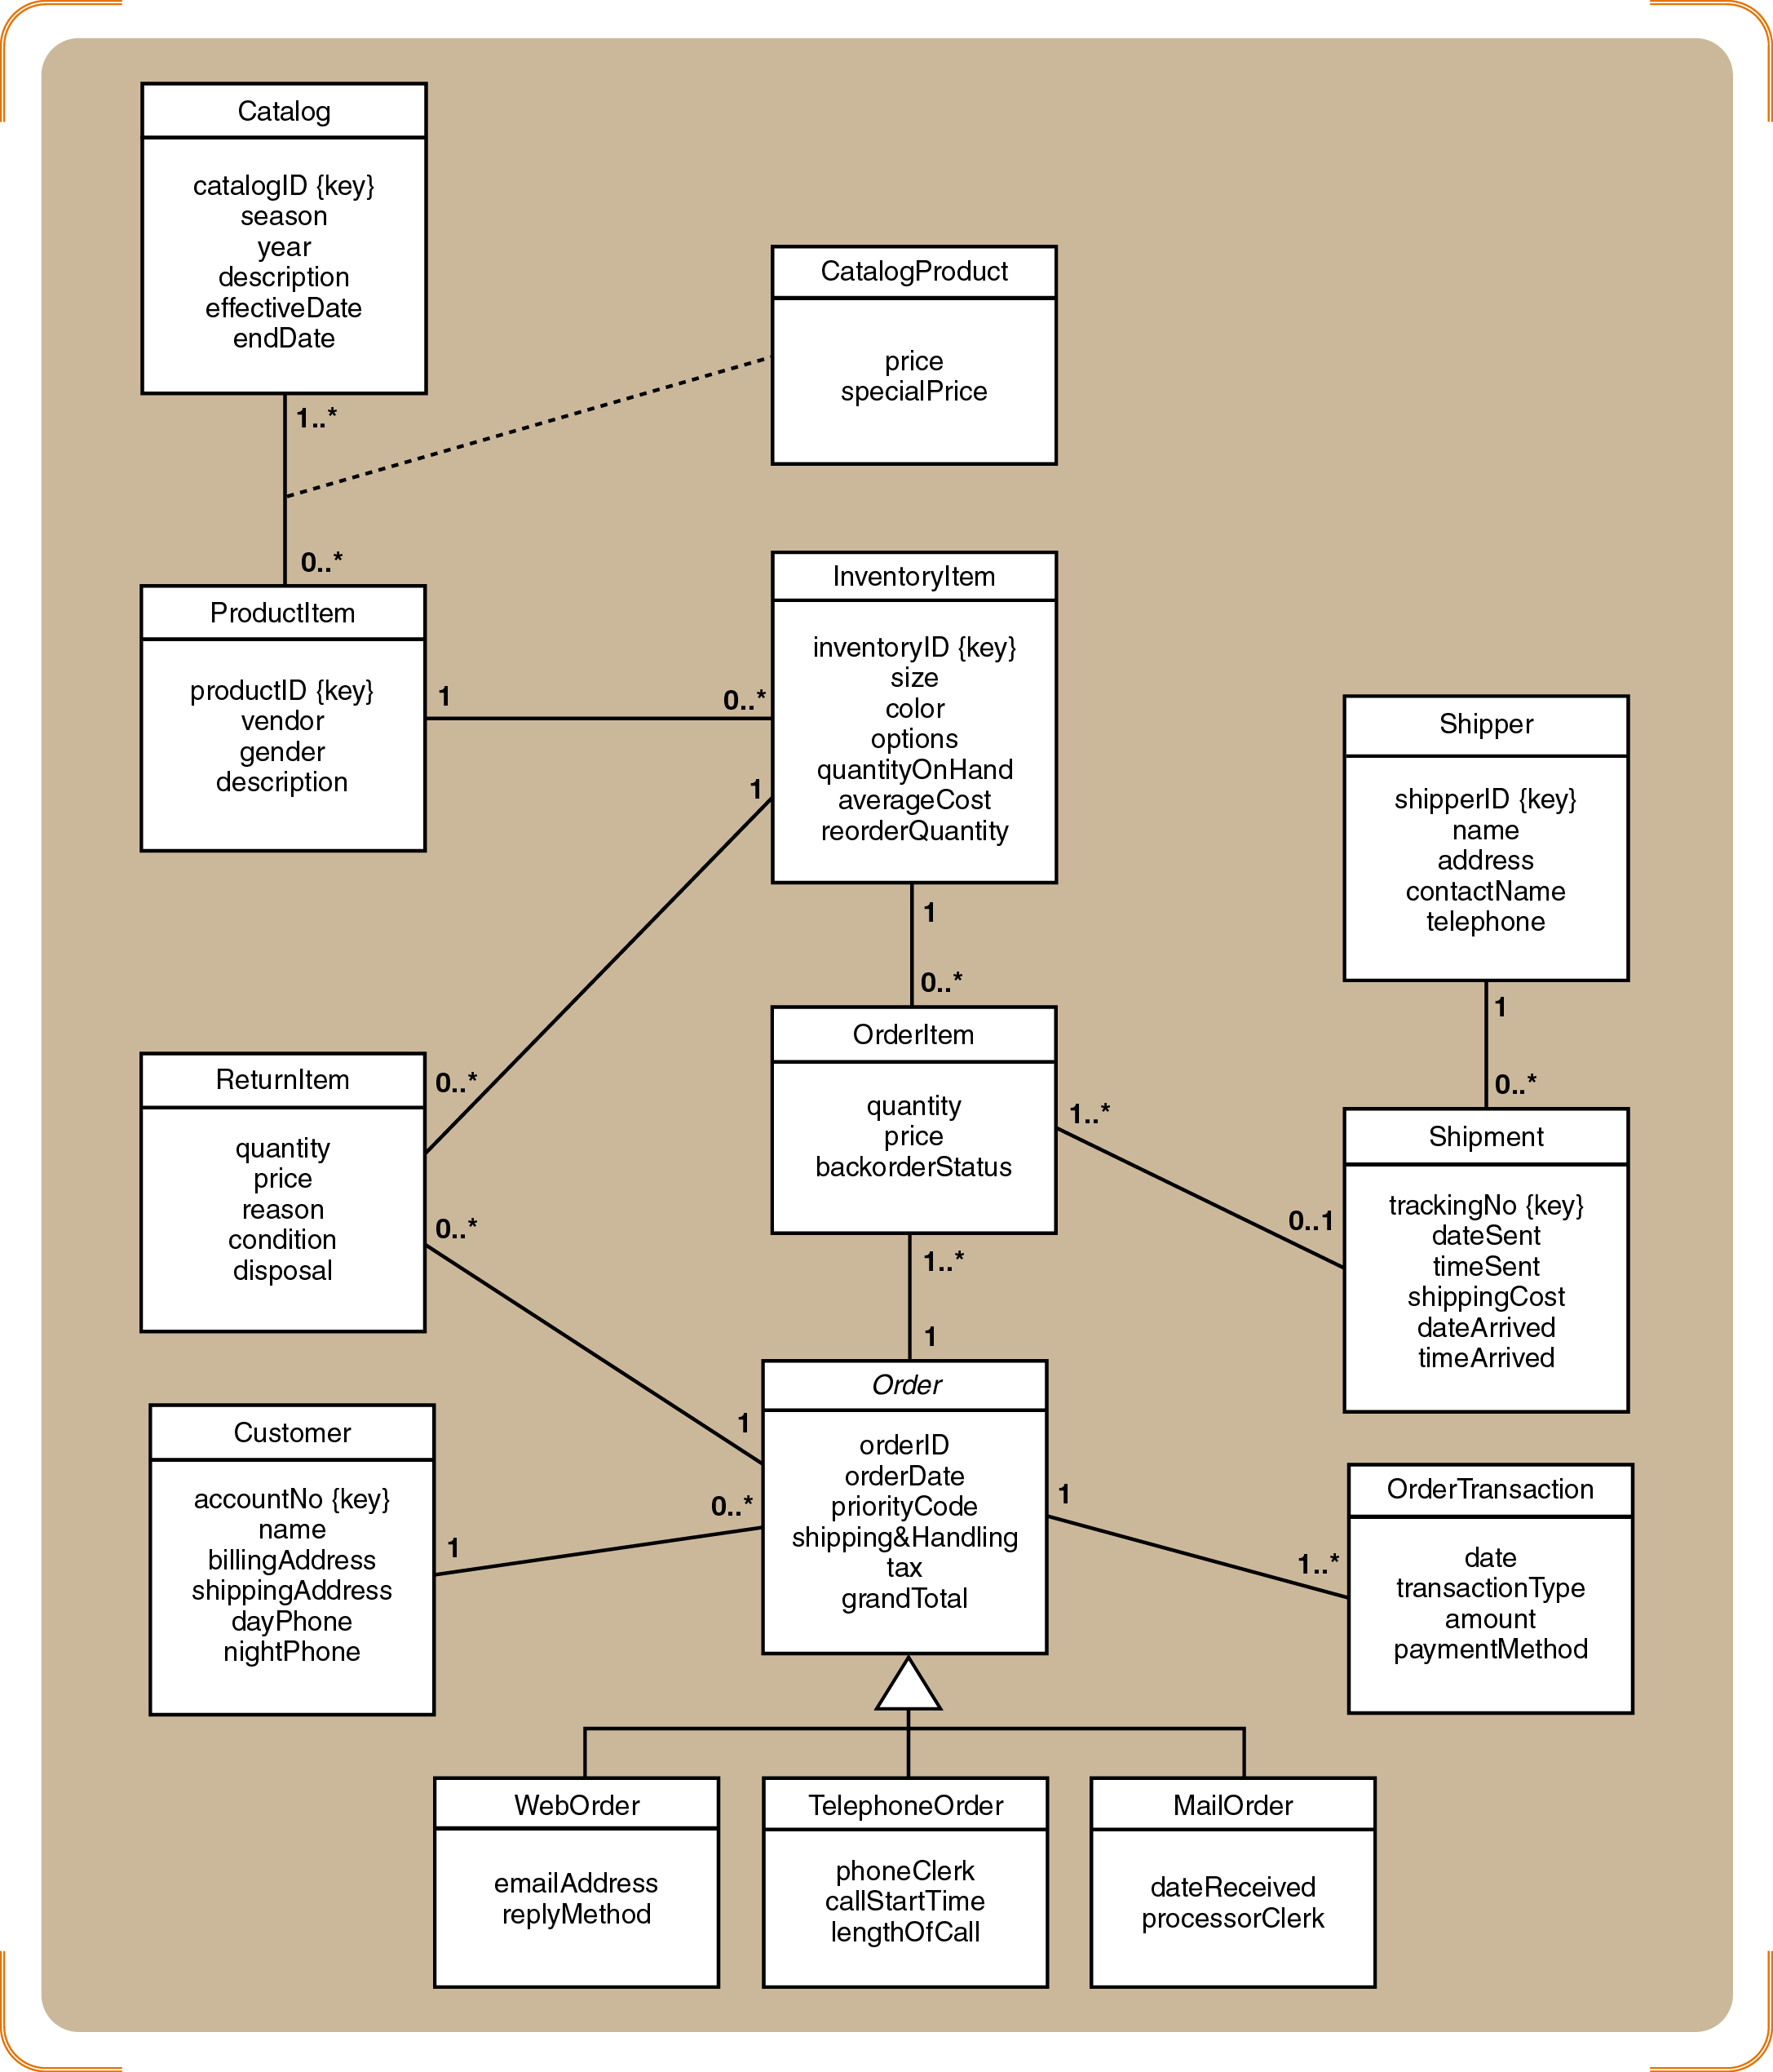 Catalog
catalogID {key}
season
year
description
effectiveDate
endDate
1..*
0..*
CatalogProduct
price
specialPrice
ProductItem
productID {key}
vendor
gender
description
1
0..*
InventoryItem
inventoryID {key}
size
color
options
quantityOnHand
averageCost
reorderQuantity
1
1
0..*
Shipper
shipperID {key}
name
address
contactName
telephone
1
0..*
ReturnItem
quantity
price
reason
condition
disposal
0..*
0..*
OrderItem
quantity
price
backorderStatus
1..*
0..1
1..*
1
Shipment
trackingNo {key}
dateSent
timeSent
shippingCost
dateArrived
timeArrived
Customer
accountNo {key}
name
billingAddress
shippingAddress
dayPhone
nightPhone
1
1
0..*
Order
orderID
orderDate
priorityCode
shipping&Handling
tax
grandTotal
1
1..*
OrderTransaction
date
transactionType
amount
paymentMethod
WebOrder
emailAddress
replyMethod
TelephoneOrder
phoneClerk
callStartTime
lengthOfCall
MailOrder
dateReceived
processorClerk